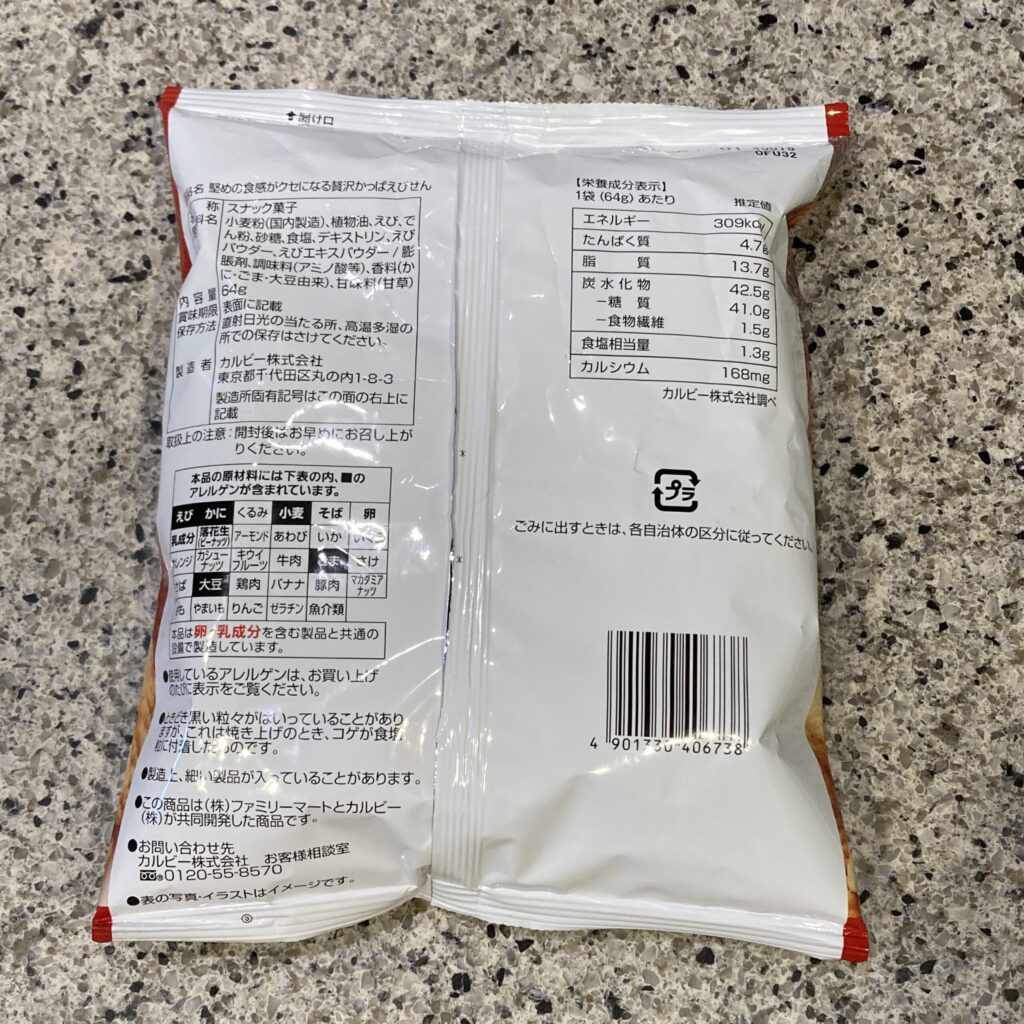 開け口
品名 堅めの食感がクセになる贅沢かっぱえびせん
称 スナック菓子
小麦粉(国内製造)、植物油、えび、で
ん粉、砂糖、食塩、デキストリン、えび
パウダー、えびエキスパウダー/膨
脹剤、調味料(アミノ酸等)、香料(か
に・ごま・大豆由来)、甘味料(甘草)
内容量 64g
賞味期限 表面に記載
保存方法 直射日光の当たる所、高温多湿の
所での保存はさけてください。
製造者 カルビー株式会社
東京都千代田区丸の内1-8-3
製造所固有記号はこの面の右上に
記載
取扱上の注意:開封後はお早めにお召し上が
りください。
本品の原材料には下表の内、■の
アレルゲンが含まれています。
えび かに くるみ 小麦 そば 卵
乳成分 落花生(ピーナッツ) アーモンド あわび いか いくら
オレンジ カシューナッツ キウイフルーツ 牛肉 ごま さけ
さば 大豆 鶏肉 バナナ 豚肉 マカダミアナッツ
もも やまいも りんご ゼラチン 魚介類
本品は卵・乳成分を含む製品と共通の
設備で製造しています。
●使用しているアレルゲンは、お買い上げ
のたびに表示をご覧ください。
●ときどき黒い粒々がはいっていることがあり
ますが、これは焼き上げのとき、コゲが食塩
粒に付着したものです。
●製造上、細い製品が入っていることがあります。
●この商品は(株)ファミリーマートとカルビー
(株)が共同開発した商品です。
●お問い合わせ先
カルビー株式会社 お客様相談室
0120-55-8570
●表の写真・イラストはイメージです。
OFU32
【栄養成分表示】
1袋(64g)あたり 推定値
エネルギー 309kcal
たんぱく質 4.7g
脂質 13.7g
炭水化物 42.5g
−糖質 41.0g
−食物繊維 1.5g
食塩相当量 1.3g
カルシウム 168mg
カルビー株式会社調べ
プラ
ごみに出すときは、各自治体の区分に従ってください。
4 901330 406738